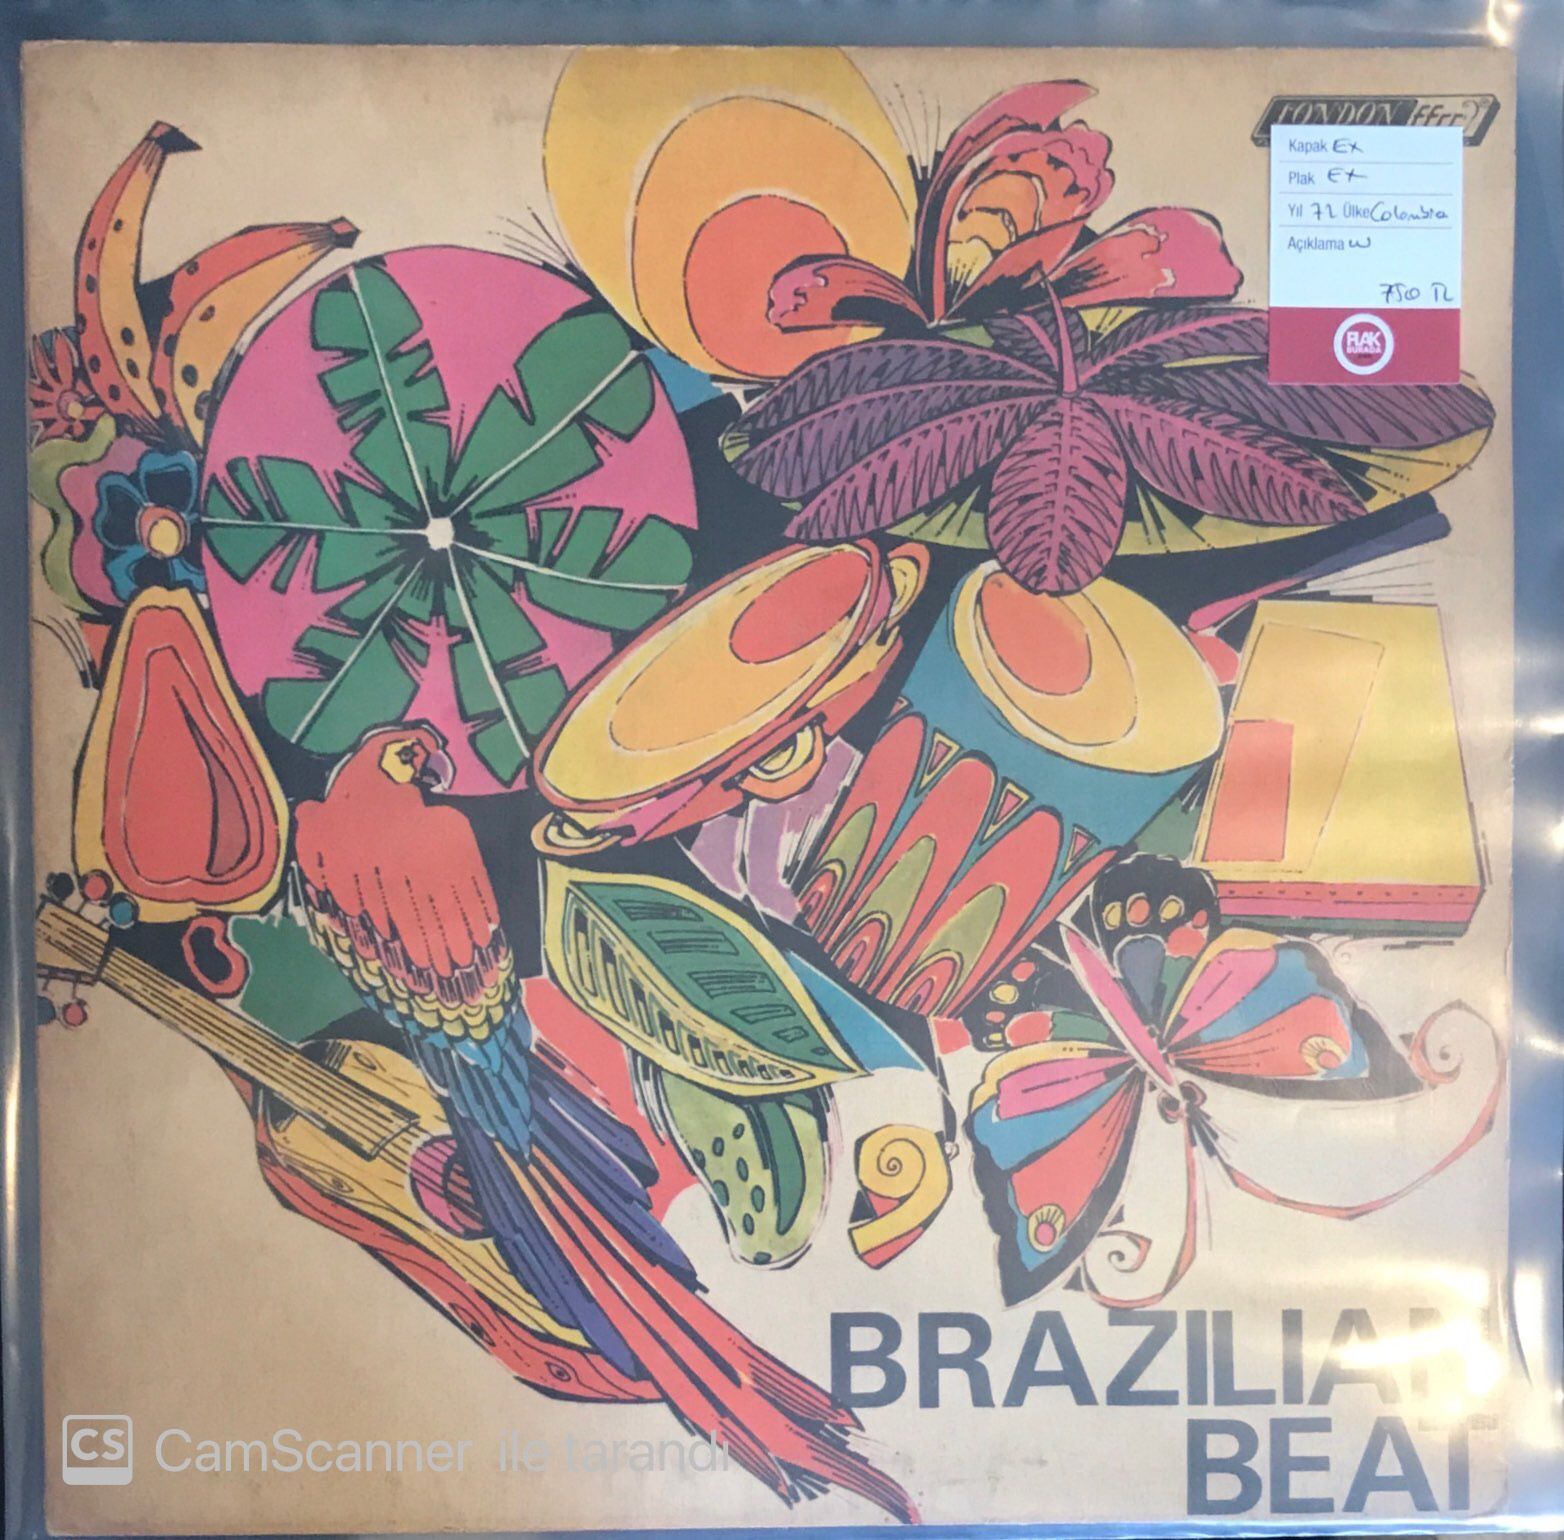 LONDON ffrr
Kapak Ex
Plak Ex
Yıl 72 Ülke Colombia
Açıklama W
750 TL
PLAK
BURADA
BRAZILIAN
BEAT
CS CamScanner ile tarandı